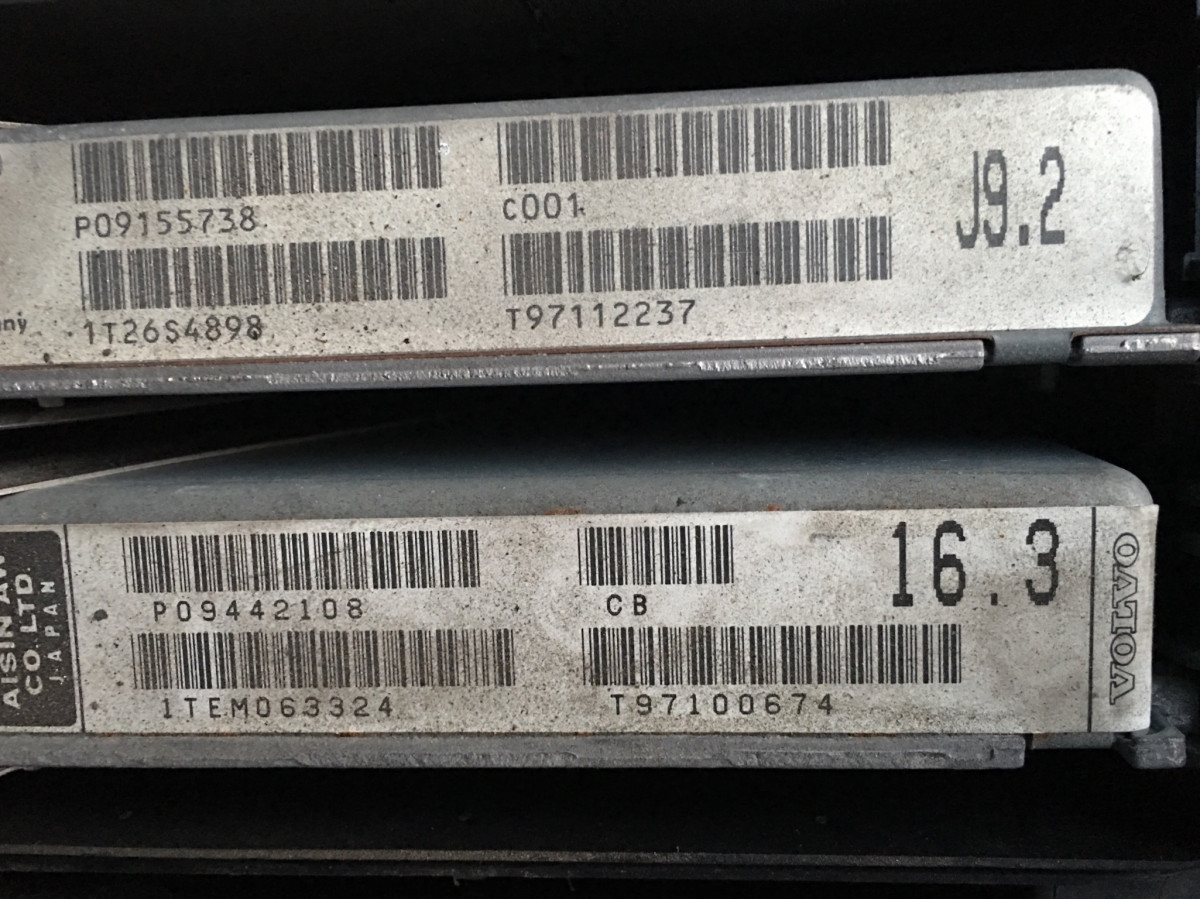 P09155738
C001
J9.2
1T26S4898
T97112237
AISIN AW
CO. LTD.
JAPAN
P09442108
CB
16.3
1TEM063324
T97100674
VOLVO